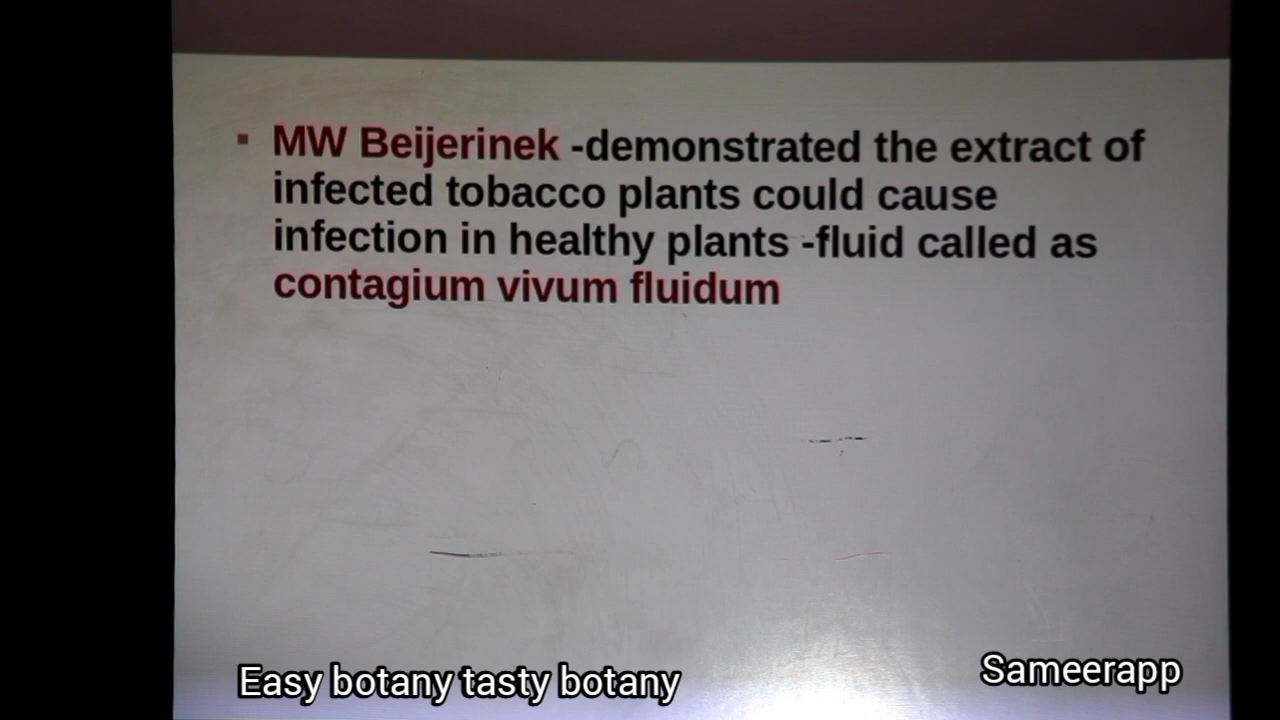 ▪ MW Beijerinek -demonstrated the extract of
infected tobacco plants could cause
infection in healthy plants -fluid called as
contagium vivum fluidum
Easy botany tasty botany
Sameerapp